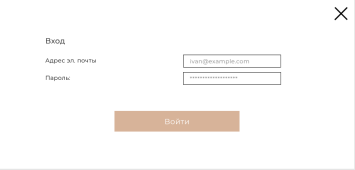 Вход
Адрес эл. почты
ivan@example.com
Пароль:
******************
Войти